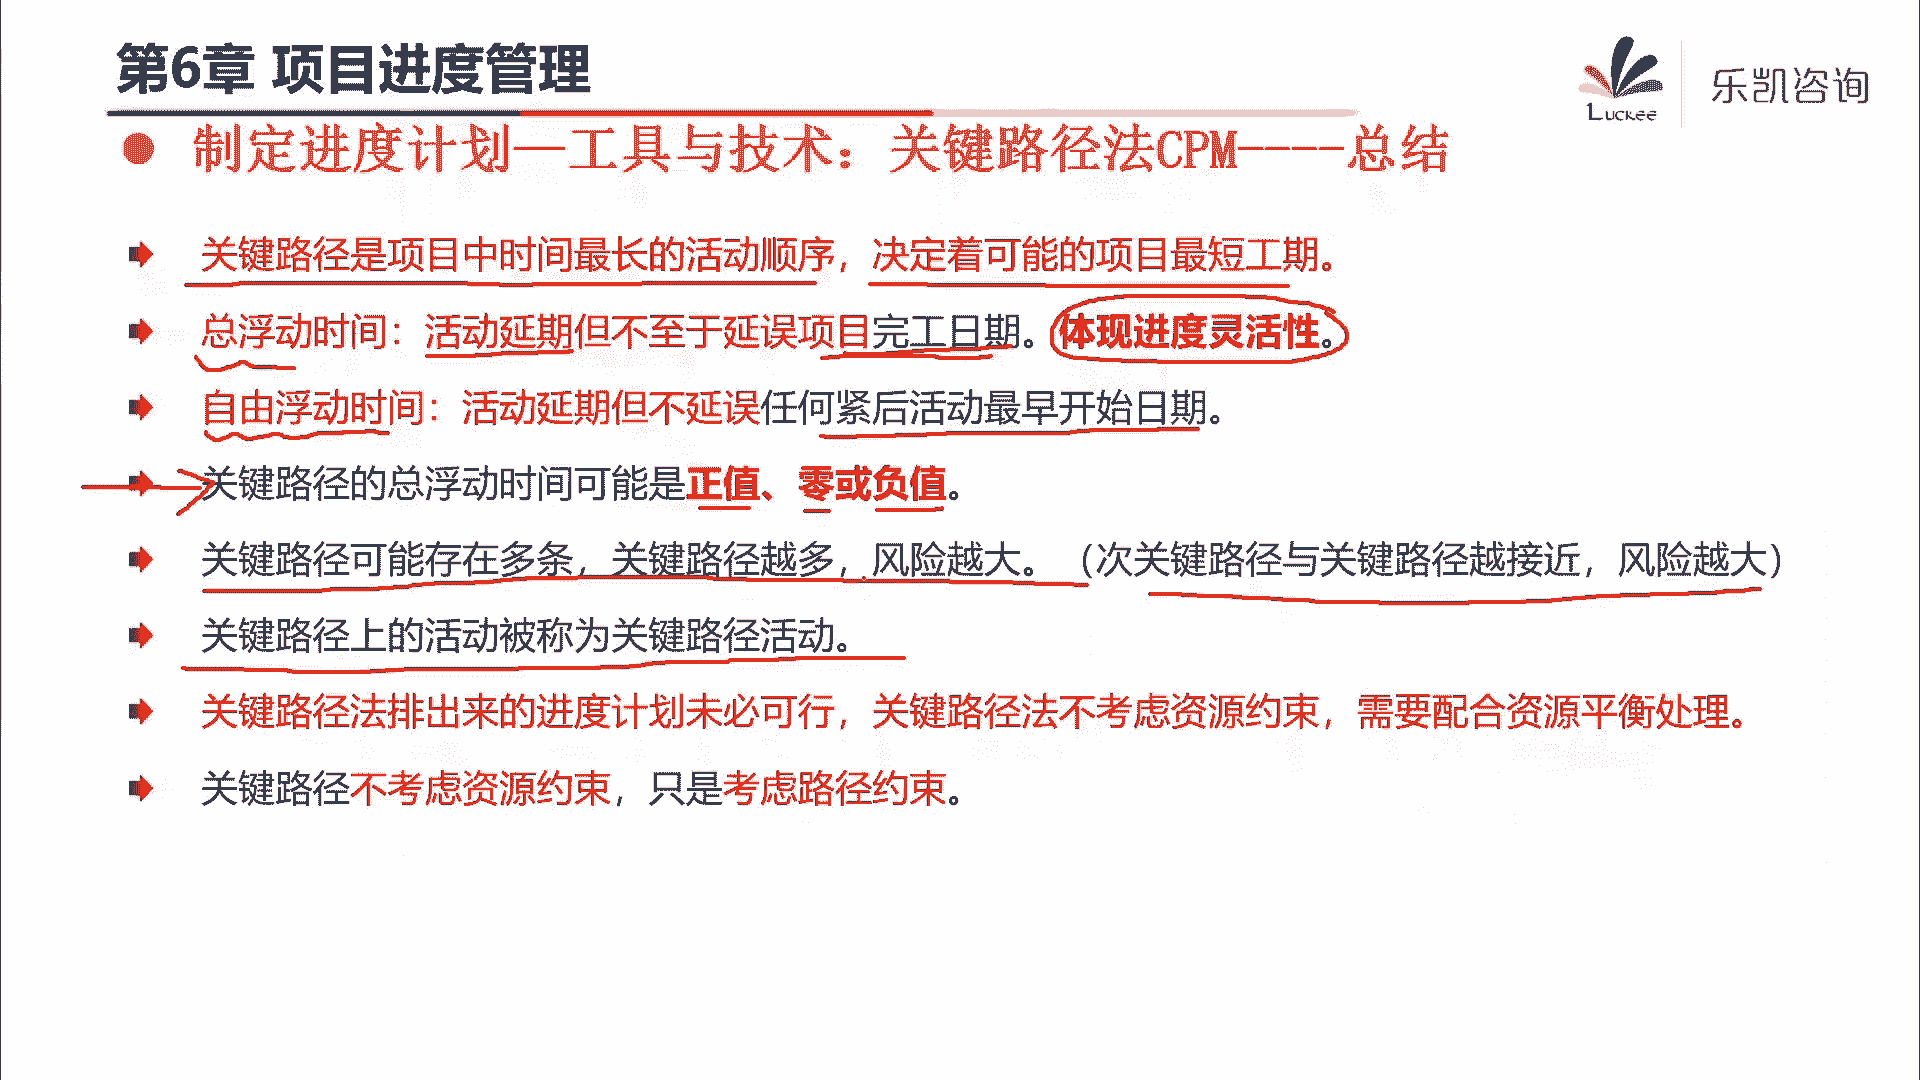 第6章 项目进度管理
Luckee
乐凯咨询
制定进度计划—工具与技术：关键路径法CPM----总结
关键路径是项目中时间最长的活动顺序，决定着可能的项目最短工期。
总浮动时间：活动延期但不至于延误项目完工日期。体现进度灵活性。
自由浮动时间：活动延期但不延误任何紧后活动最早开始日期。
关键路径的总浮动时间可能是正值、零或负值。
关键路径可能存在多条，关键路径越多，风险越大。（次关键路径与关键路径越接近，风险越大）
关键路径上的活动被称为关键路径活动。
关键路径法排出来的进度计划未必可行，关键路径法不考虑资源约束，需要配合资源平衡处理。
关键路径不考虑资源约束，只是考虑路径约束。